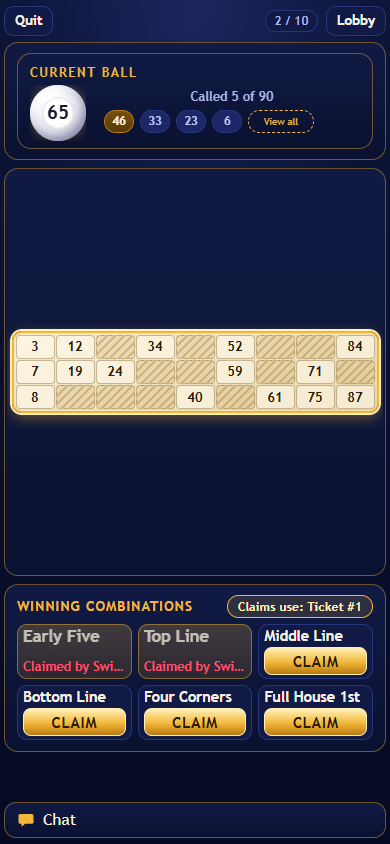 Quit
2 / 10
Lobby
CURRENT BALL
65
Called 5 of 90
46 33 23 6 View all
3 12 34 52 84
7 19 24 59 71
8 40 61 75 87
WINNING COMBINATIONS
Claims use: Ticket #1
Early Five
Claimed by Swi...
Top Line
Claimed by Swi...
Middle Line
CLAIM
Bottom Line
CLAIM
Four Corners
CLAIM
Full House 1st
CLAIM
Chat